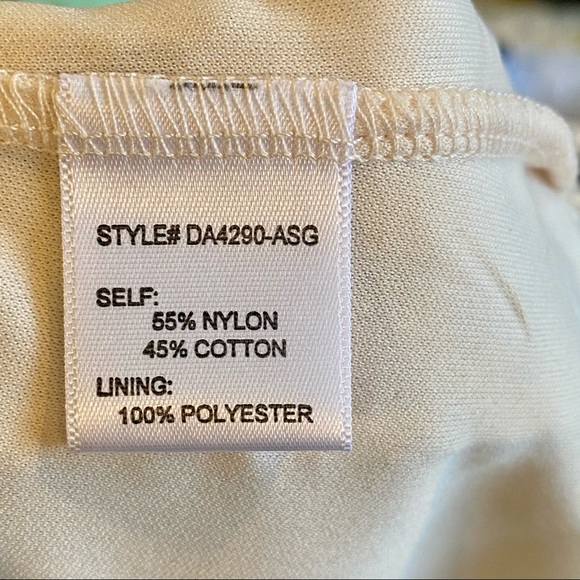 STYLE# DA4290-ASG
SELF:
55% NYLON
45% COTTON
LINING:
100% POLYESTER